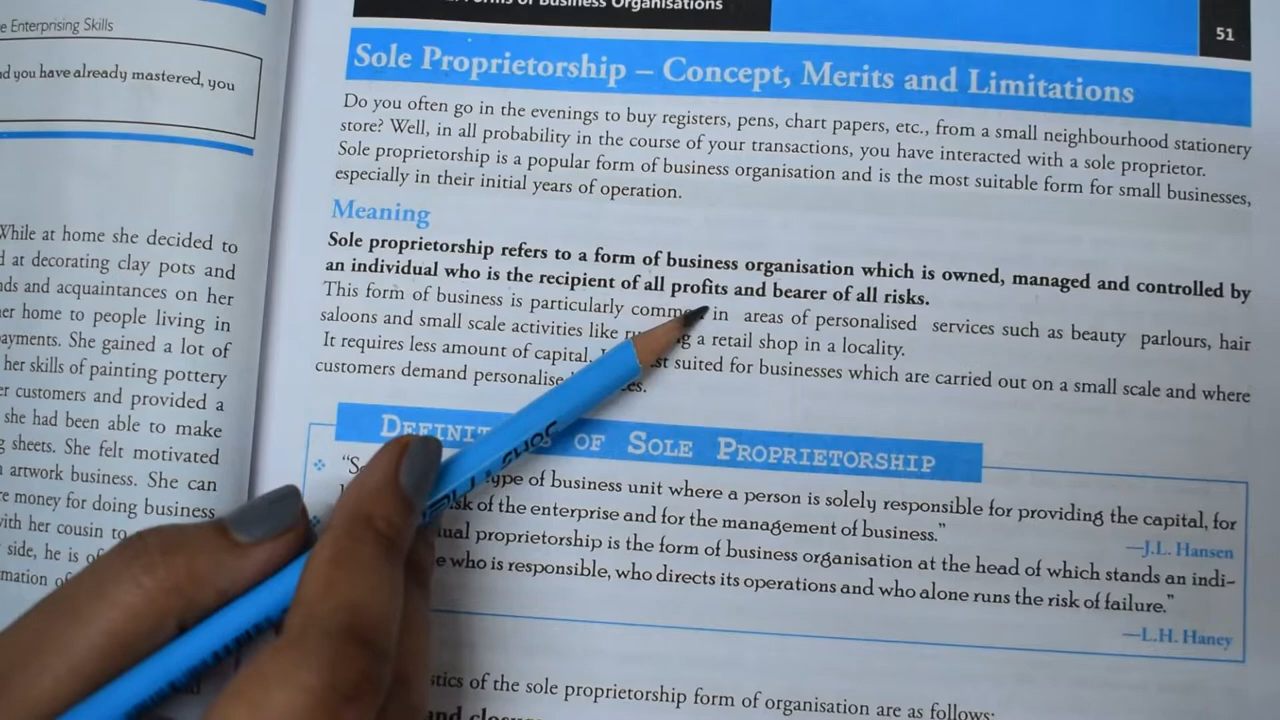 e Enterprising Skills
nd you have already mastered, you
While at home she decided to
d at decorating clay pots and
nds and acquaintances on her
er home to people living in
ayments. She gained a lot of
her skills of painting pottery
er customers and provided a
she had been able to make
g sheets. She felt motivated
artwork business. She can
re money for doing business
with her cousin to
side, he is
mation of
Forms of Business Organisations
51
Sole Proprietorship – Concept, Merits and Limitations
Do you often go in the evenings to buy registers, pens, chart papers, etc., from a small neighbourhood stationery
store? Well, in all probability in the course of your transactions, you have interacted with a sole proprietor.
Sole proprietorship is a popular form of business organisation and is the most suitable form for small businesses,
especially in their initial years of operation.
Meaning
Sole proprietorship refers to a form of business organisation which is owned, managed and controlled by
an individual who is the recipient of all profits and bearer of all risks.
This form of business is particularly comm in areas of personalised services such as beauty parlours, hair
saloons and small scale activities like g a retail shop in a locality.
It requires less amount of capital. st suited for businesses which are carried out on a small scale and where
customers demand personalise es.
DEFINIT OF SOLE PROPRIETORSHIP
ype of business unit where a person is solely responsible for providing the capital, for
sk of the enterprise and for the management of business.”
—J.L. Hansen
ual proprietorship is the form of business organisation at the head of which stands an indi–
e who is responsible, who directs its operations and who alone runs the risk of failure.”
—L.H. Haney
stics of the sole proprietorship form of organisation are as follows: